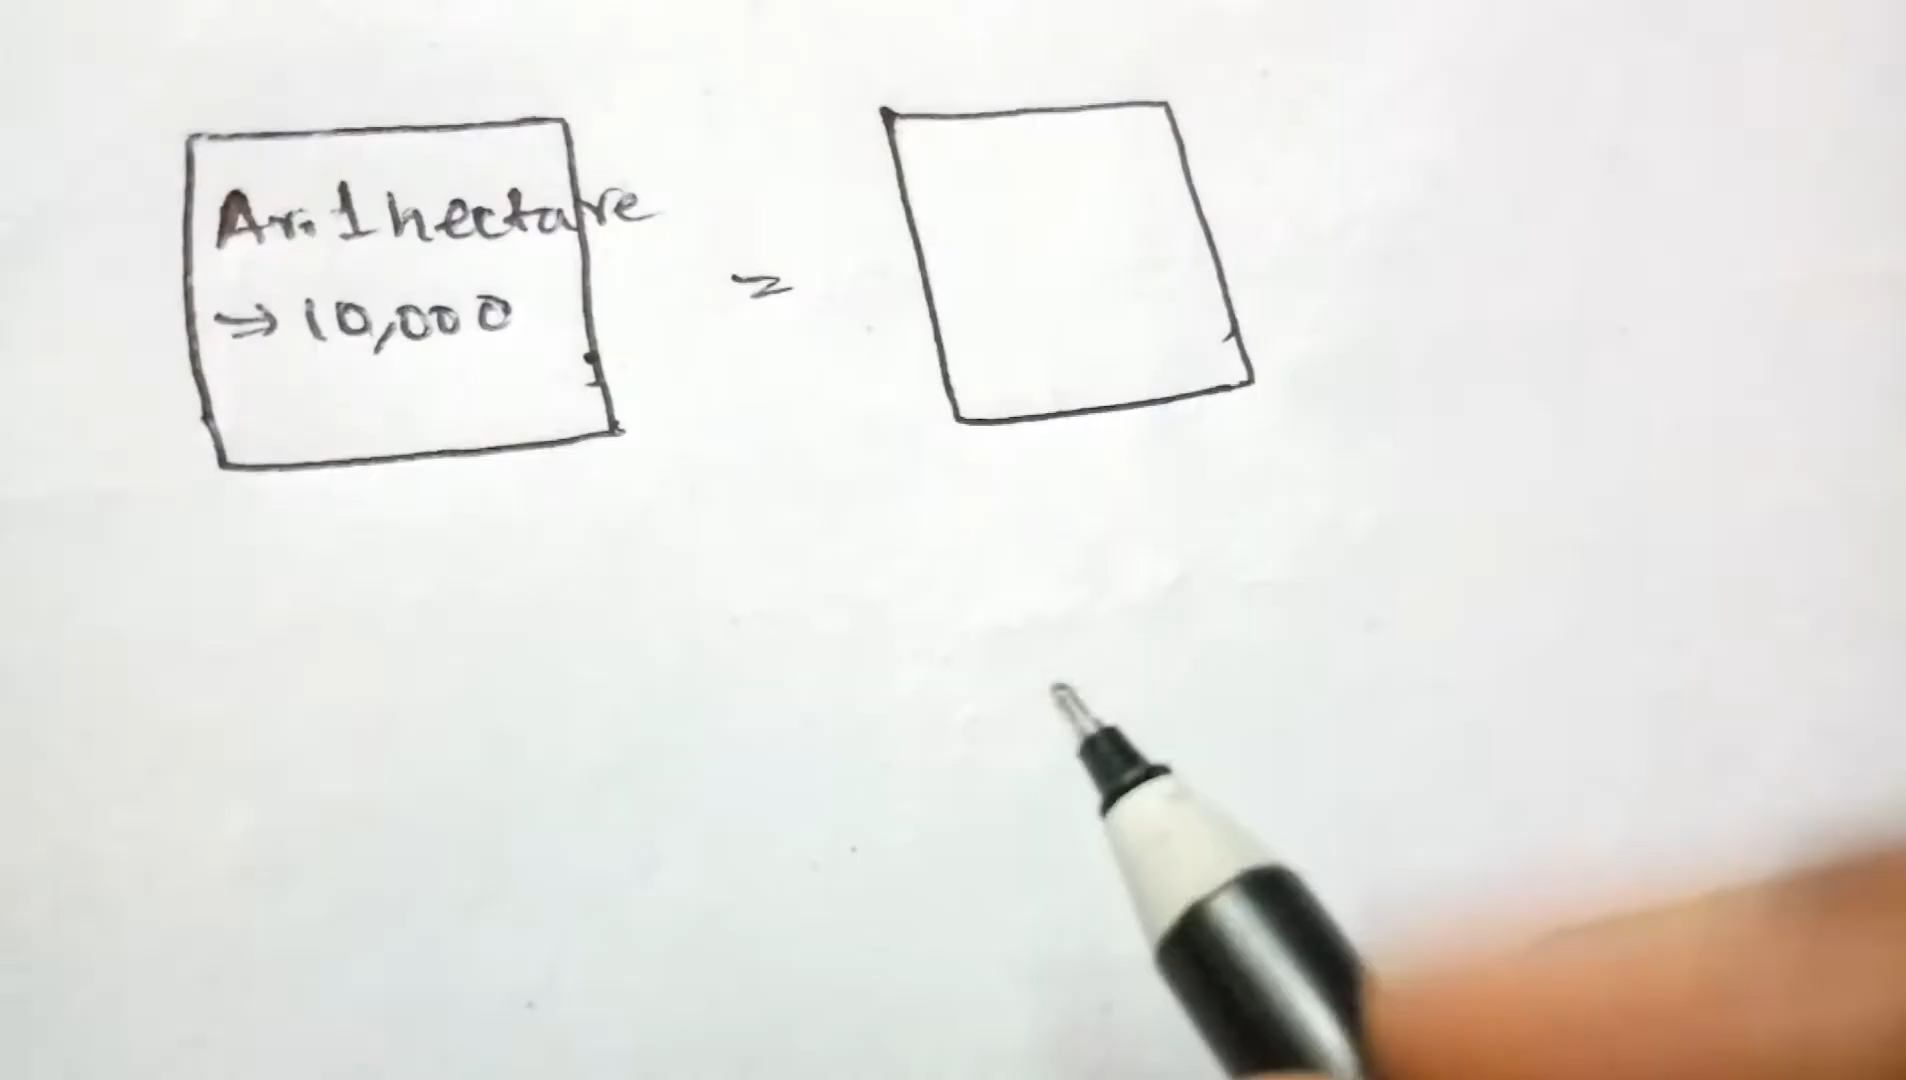 Ar. 1 hectare
=
→ 10,000